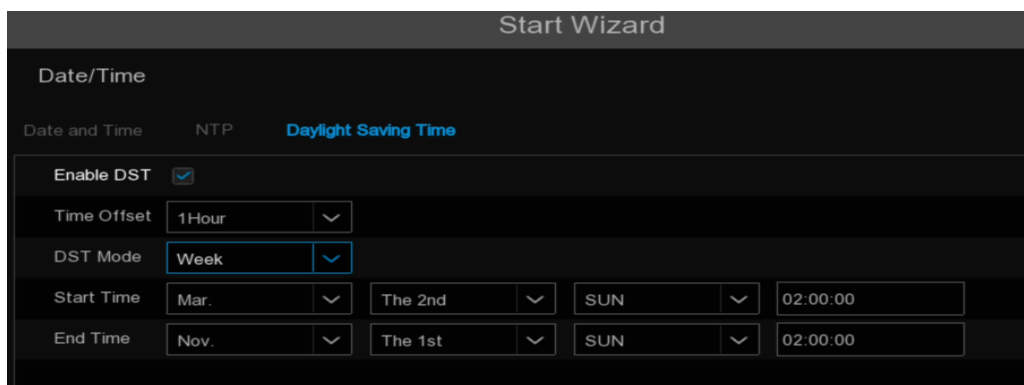 Start Wizard
Date/Time
Date and Time NTP Daylight Saving Time
Enable DST
Time Offset 1Hour
DST Mode Week
Start Time Mar. The 2nd SUN 02:00:00
End Time Nov. The 1st SUN 02:00:00